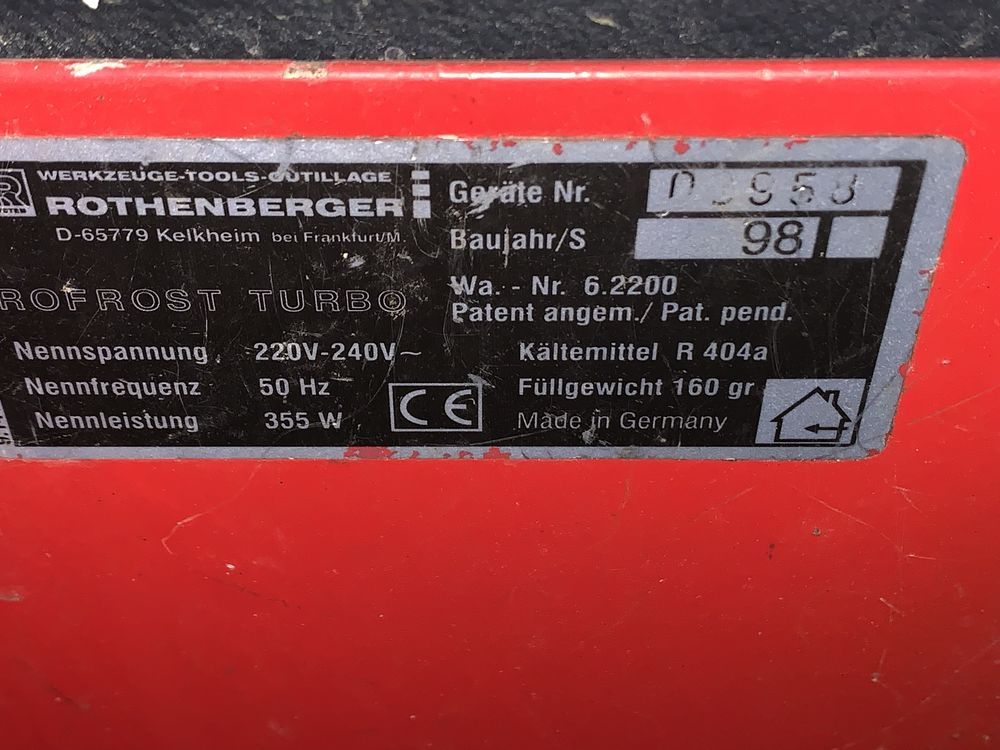 WERKZEUGE-TOOLS-OUTILLAGE
R ROTHENBERGER
D-65779 Kelkheim bei Frankfurt/M.
ROFROST TURBO
Nennspannung 220V-240V~
Nennfrequenz 50 Hz
Nennleistung 355 W
CE
Geräte Nr.
Baujahr/S 98
Wa. - Nr. 6.2200
Patent angem./ Pat. pend.
Kältemittel R 404a
Füllgewicht 160 gr
Made in Germany